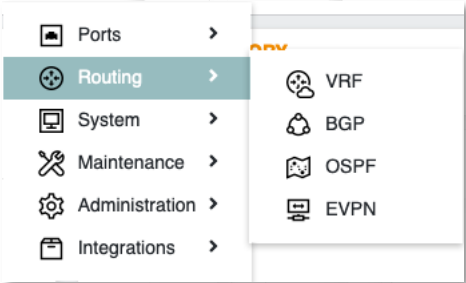 Ports
Routing
System
Maintenance
Administration
Integrations
VRF
BGP
OSPF
EVPN